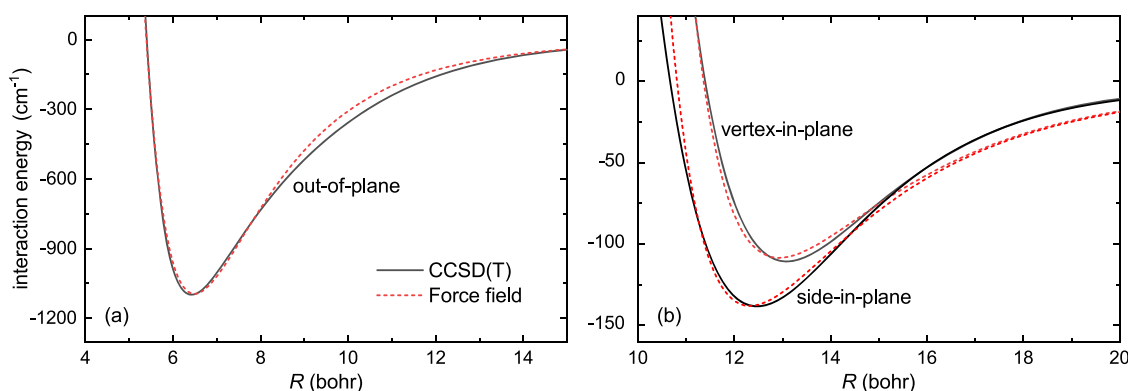 interaction energy (cm⁻¹)
0
-300
-600
-900
-1200
out-of-plane
CCSD(T)
Force field
(a)
4 6 8 10 12 14
R (bohr)
0
-50
-100
-150
vertex-in-plane
side-in-plane
(b)
10 12 14 16 18 20
R (bohr)